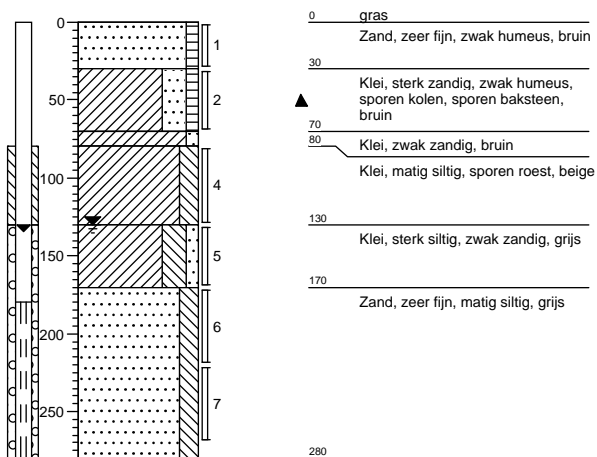 0
50
100
150
200
250
1
2
4
5
6
7
0 gras
Zand, zeer fijn, zwak humeus, bruin
30
Klei, sterk zandig, zwak humeus,
sporen kolen, sporen baksteen,
bruin
70
80 Klei, zwak zandig, bruin
Klei, matig siltig, sporen roest, beige
130
Klei, sterk siltig, zwak zandig, grijs
170
Zand, zeer fijn, matig siltig, grijs
280